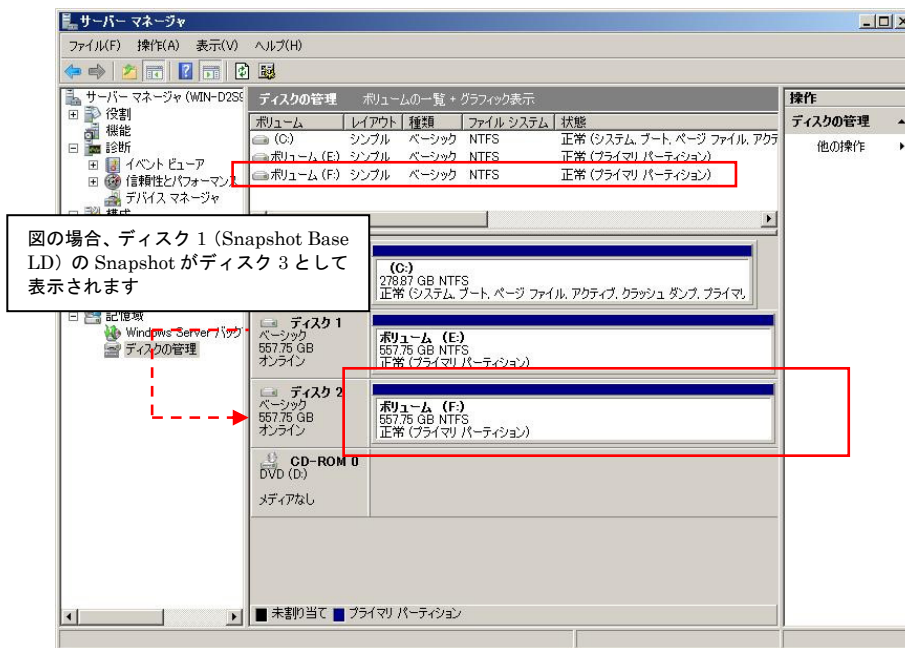 サーバー マネージャ
ファイル(F) 操作(A) 表示(V) ヘルプ(H)
サーバー マネージャ (WIN-D2S
役割
機能
診断
イベント ビューア
信頼性とパフォーマンス
デバイス マネージャ
構成
記憶域
Windows Server バック
ディスクの管理
ディスクの管理 ボリュームの一覧 + グラフィック表示
ボリューム レイアウト 種類 ファイル システム 状態
(C:) シンプル ベーシック NTFS 正常 (システム, ブート, ページ ファイル, アクテ
ボリューム (E:) シンプル ベーシック NTFS 正常 (プライマリ パーティション)
ボリューム (F:) シンプル ベーシック NTFS 正常 (プライマリ パーティション)
図の場合、ディスク 1（Snapshot Base
LD）の Snapshot がディスク 3 として
表示されます
(C:)
278.87 GB NTFS
正常 (システム, ブート, ページ ファイル, アクティブ, クラッシュ ダンプ, プライマリ
ディスク 1
ベーシック
557.75 GB
オンライン
ボリューム (E:)
557.75 GB NTFS
正常 (プライマリ パーティション)
ディスク 2
ベーシック
557.75 GB
オンライン
ボリューム (F:)
557.75 GB NTFS
正常 (プライマリ パーティション)
CD-ROM 0
DVD (D:)
メディアなし
未割り当て プライマリ パーティション
操作
ディスクの管理
他の操作